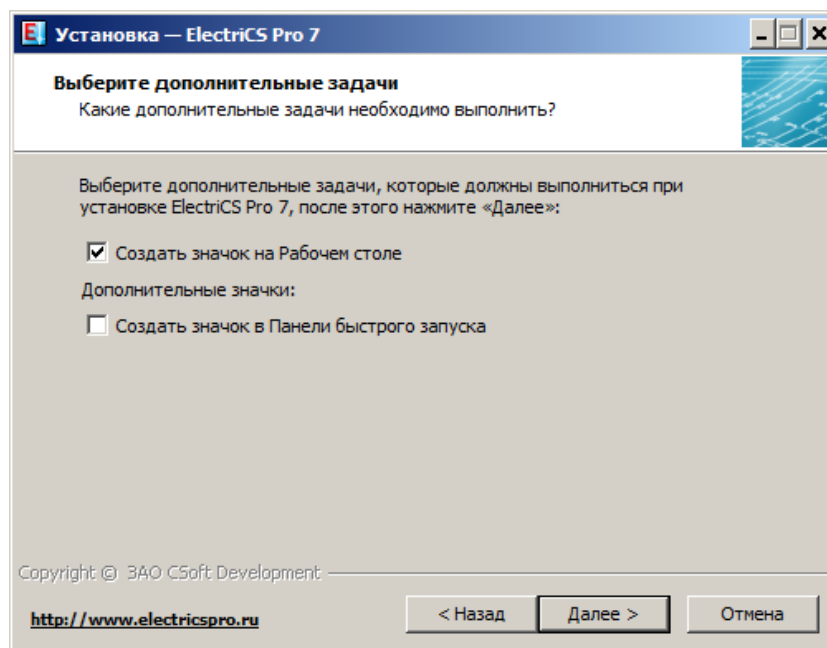 Установка — ElectriCS Pro 7
Выберите дополнительные задачи
Какие дополнительные задачи необходимо выполнить?
Выберите дополнительные задачи, которые должны выполниться при
установке ElectriCS Pro 7, после этого нажмите «Далее»:
Создать значок на Рабочем столе
Дополнительные значки:
Создать значок в Панели быстрого запуска
Copyright © ЗАО CSoft Development
http://www.electricspro.ru
< Назад
Далее >
Отмена